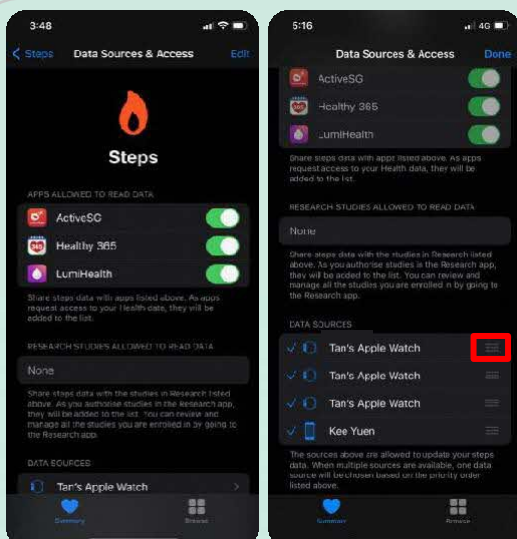 3:48
Steps
Data Sources & Access
Edit
Steps
APPS ALLOWED TO READ DATA
ActiveSG
Healthy 365
LumiHealth
Share steps data with apps listed above. As apps
request access to your Health data, they will be
added to the list.
RESEARCH STUDIES ALLOWED TO READ DATA
None
Share steps data with the studies in Research listed
above. As you authorise studies in the Research app,
they will be added to the list. You can review and
manage all the studies you are enrolled in by going to
the Research app.
DATA SOURCES
Tan's Apple Watch
Summary
Browse
5:16
4G
Data Sources & Access
Done
ActiveSG
Healthy 365
LumiHealth
Share steps data with apps listed above. As apps
request access to your Health data, they will be
added to the list.
RESEARCH STUDIES ALLOWED TO READ DATA
None
Share steps data with the studies in Research listed
above. As you authorise studies in the Research app,
they will be added to the list. You can review and
manage all the studies you are enrolled in by going to
the Research app.
DATA SOURCES
Tan's Apple Watch
Tan's Apple Watch
Tan's Apple Watch
Kee Yuen
The sources above are allowed to update your steps
data. When multiple sources are available, one data
source will be chosen based on the priority order
listed above.
Summary
Browse